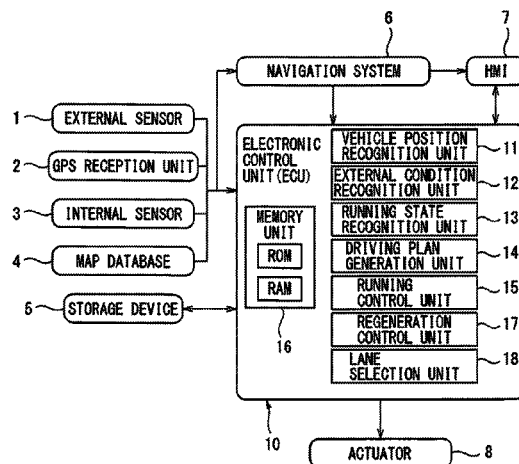 6
7
NAVIGATION SYSTEM
HMI
1
EXTERNAL SENSOR
2
GPS RECEPTION UNIT
3
INTERNAL SENSOR
4
MAP DATABASE
5
STORAGE DEVICE
ELECTRONIC
CONTROL
UNIT(ECU)
MEMORY
UNIT
ROM
RAM
16
VEHICLE POSITION
RECOGNITION UNIT
11
EXTERNAL CONDITION
RECOGNITION UNIT
12
RUNNING STATE
RECOGNITION UNIT
13
DRIVING PLAN
GENERATION UNIT
14
RUNNING
CONTROL UNIT
15
REGENERATION
CONTROL UNIT
17
LANE
SELECTION UNIT
18
10
ACTUATOR
8